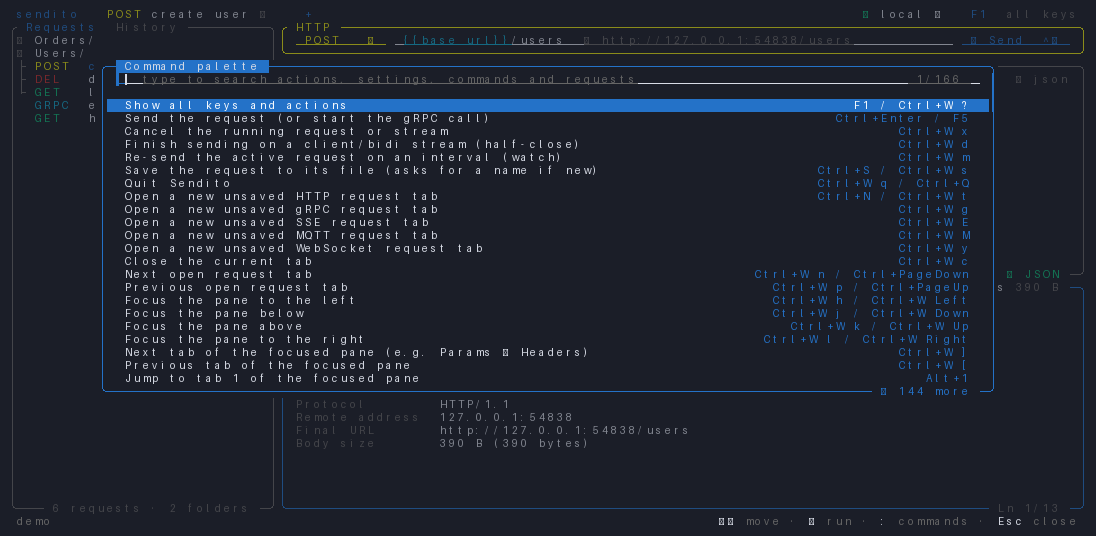 sendito POST create user + local F1 all keys
Requests History
HTTP
Orders/
POST {{base_url}}/users http://127.0.0.1:54838/users Send
Users/
POST c
DEL d
GET l
GRPC e
GET h
Command palette
json
type to search actions, settings, commands and requests 1/166
Show all keys and actions F1 / Ctrl+W ?
Send the request (or start the gRPC call) Ctrl+Enter / F5
Cancel the running request or stream Ctrl+W x
Finish sending on a client/bidi stream (half-close) Ctrl+W d
Re-send the active request on an interval (watch) Ctrl+W m
Save the request to its file (asks for a name if new) Ctrl+S / Ctrl+W s
Quit Sendito Ctrl+W q / Ctrl+Q
Open a new unsaved HTTP request tab Ctrl+N / Ctrl+W t
Open a new unsaved gRPC request tab Ctrl+W g
Open a new unsaved SSE request tab Ctrl+W E
Open a new unsaved MQTT request tab Ctrl+W M
Open a new unsaved WebSocket request tab Ctrl+W y
Close the current tab Ctrl+W c
Next open request tab Ctrl+W n / Ctrl+PageDown
JSON
Previous open request tab Ctrl+W p / Ctrl+PageUp
s 390 B
Focus the pane to the left Ctrl+W h / Ctrl+W Left
Focus the pane below Ctrl+W j / Ctrl+W Down
Focus the pane above Ctrl+W k / Ctrl+W Up
Focus the pane to the right Ctrl+W l / Ctrl+W Right
Next tab of the focused pane (e.g. Params Headers) Ctrl+W ]
Previous tab of the focused pane Ctrl+W [
Jump to tab 1 of the focused pane Alt+1
144 more
Protocol HTTP/1.1
Remote address 127.0.0.1:54838
Final URL http://127.0.0.1:54838/users
Body size 390 B (390 bytes)
6 requests · 2 folders
Ln 1/13
demo
move · run · : commands · Esc close